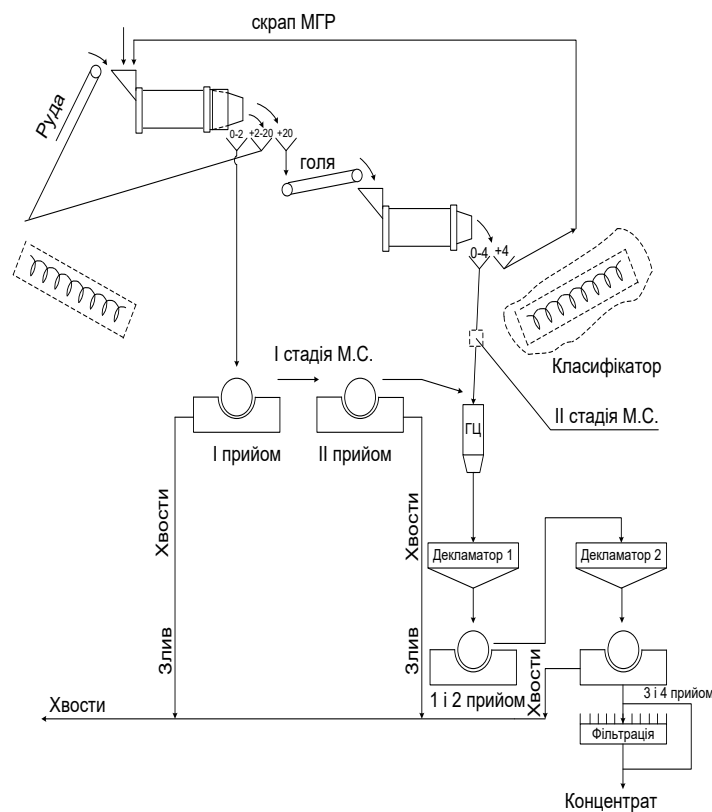 скрап МГР
Руда
0-2
+2-20
+20
голя
0-4
+4
Класифікатор
I стадія М.С.
II стадія М.С.
ГЦ
I прийом
II прийом
Хвости
Хвости
Декламатор 1
Декламатор 2
Злив
Злив
Хвости
1 і 2 прийом
3 і 4 прийом
Хвости
Фільтрація
Концентрат